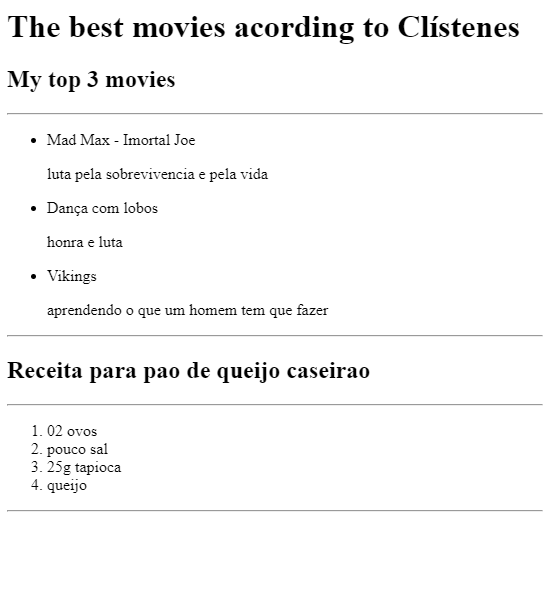 The best movies acording to Clístenes
My top 3 movies
Mad Max - Imortal Joe
luta pela sobrevivencia e pela vida
Dança com lobos
honra e luta
Vikings
aprendendo o que um homem tem que fazer
Receita para pao de queijo caseirao
1. 02 ovos
2. pouco sal
3. 25g tapioca
4. queijo